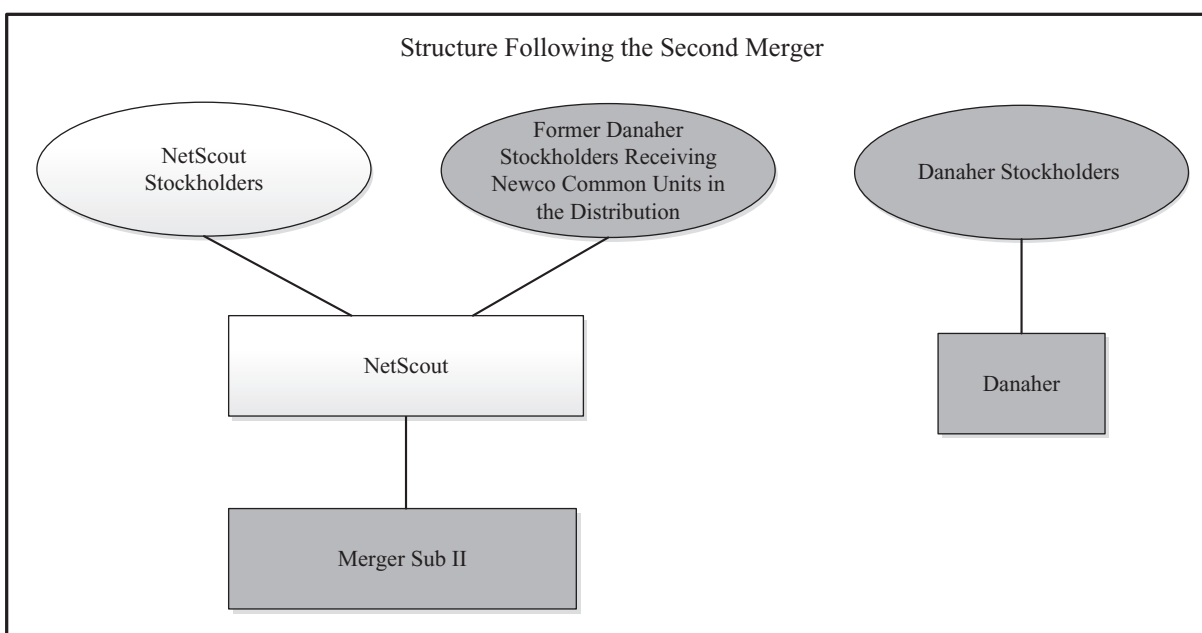 Structure Following the Second Merger
NetScout
Stockholders
Former Danaher
Stockholders Receiving
Newco Common Units in
the Distribution
Danaher Stockholders
NetScout
Danaher
Merger Sub II